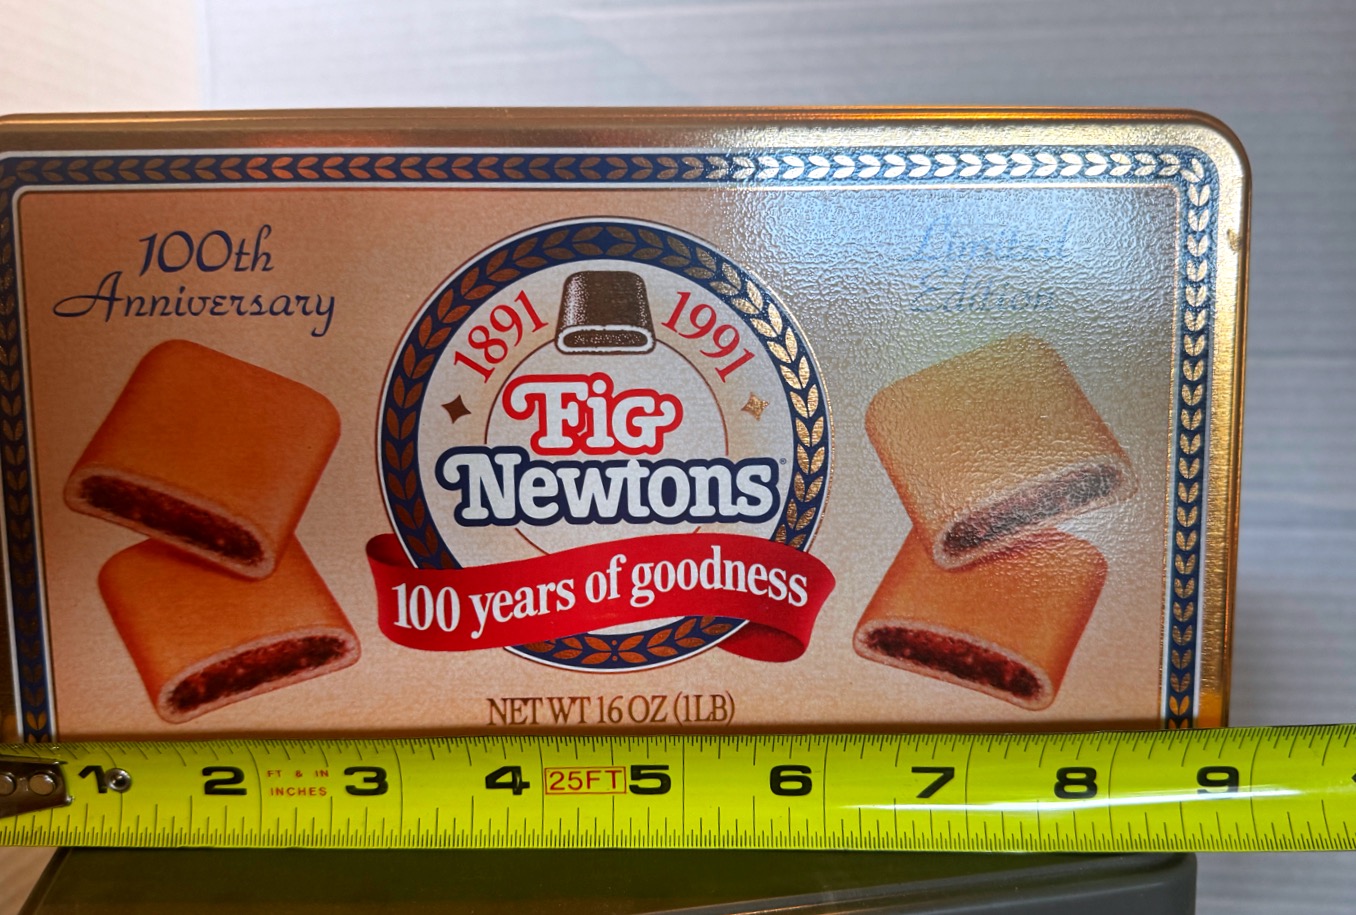 100th
Anniversary
Limited
Edition
1891
1991
Fig
Newtons®
100 years of goodness
NET WT 16 OZ (1LB)
1 2 FT & IN INCHES 3 4 25FT 5 6 7 8 9